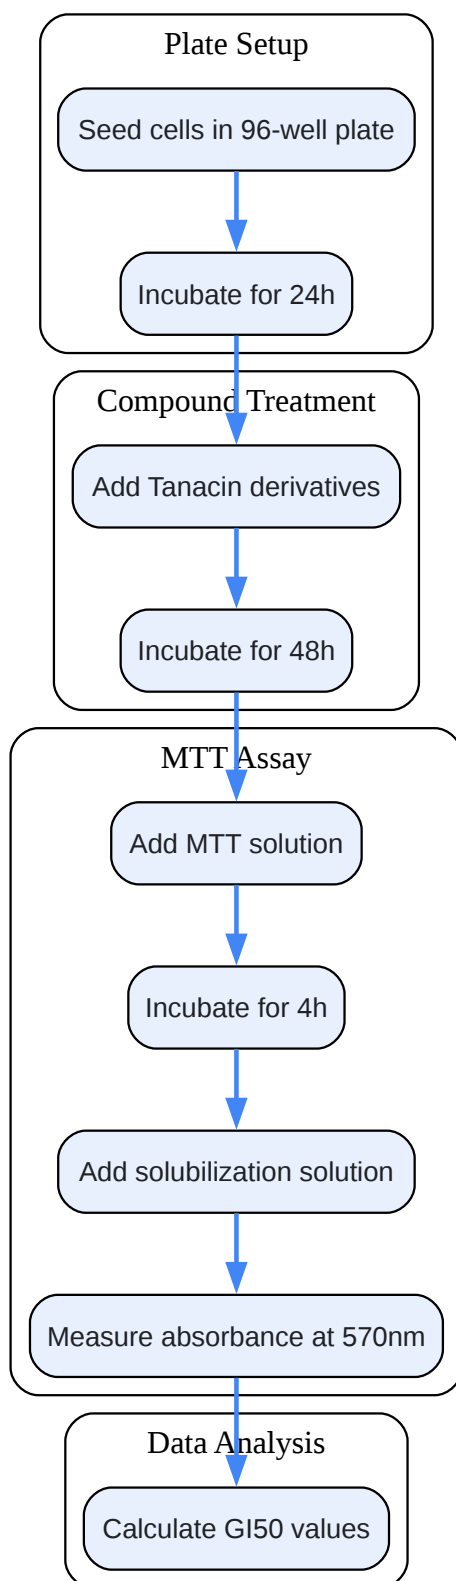 Plate Setup
Seed cells in 96-well plate
Incubate for 24h
Compound Treatment
Add Tanacin derivatives
Incubate for 48h
MTT Assay
Add MTT solution
Incubate for 4h
Add solubilization solution
Measure absorbance at 570nm
Data Analysis
Calculate GI50 values